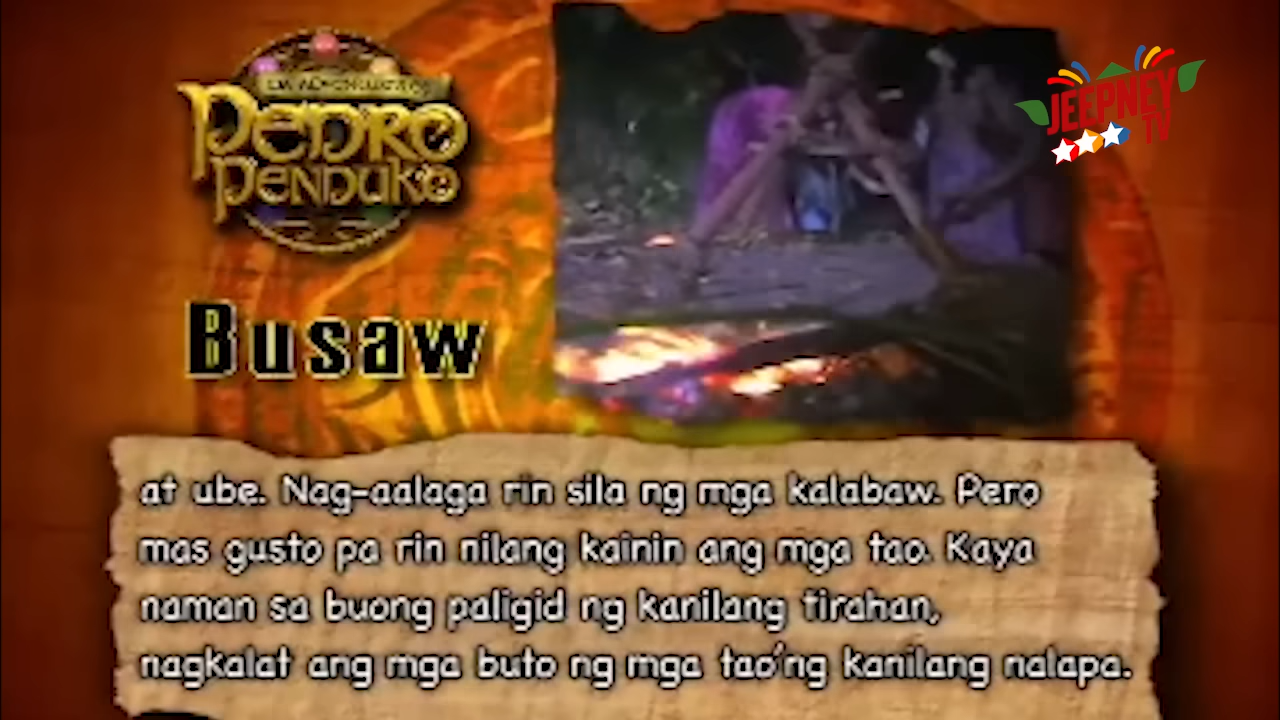 PEDRO
PENDUKO
JEEPNEY
TV
Busaw
at ube. Nag-aalaga rin sila ng mga kalabaw. Pero
mas gusto pa rin nilang kainin ang mga tao. Kaya
naman sa buong paligid ng kanilang tirahan,
nagkalat ang mga buto ng mga tao'ng kanilang nalapa.